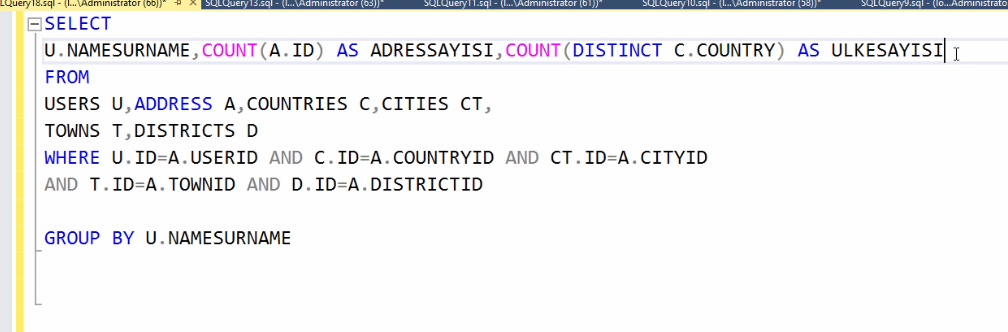 LQuery18.sql - (l...\Administrator (66))* SQLQuery13.sql - (l...\Administrator (63))* SQLQuery11.sql - (l...\Administrator (61))* SQLQuery10.sql - (l...\Administrator (58))* SQLQuery9.sql - (lo...Administrato
SELECT
U.NAMESURNAME,COUNT(A.ID) AS ADRESSAYISI,COUNT(DISTINCT C.COUNTRY) AS ULKESAYISI
FROM
USERS U,ADDRESS A,COUNTRIES C,CITIES CT,
TOWNS T,DISTRICTS D
WHERE U.ID=A.USERID AND C.ID=A.COUNTRYID AND CT.ID=A.CITYID
AND T.ID=A.TOWNID AND D.ID=A.DISTRICTID
GROUP BY U.NAMESURNAME